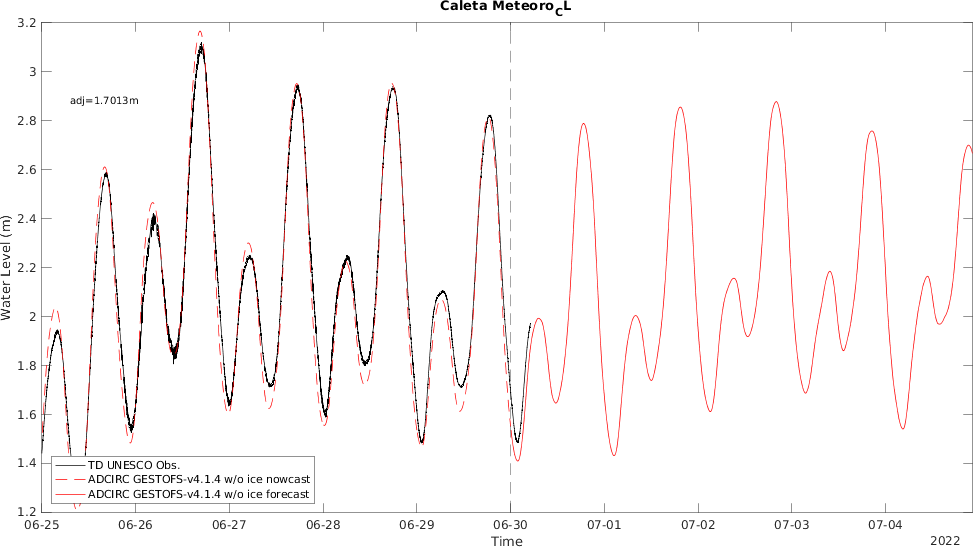 Caleta Meteoro_CL
3.2
3
2.8
2.6
2.4
2.2
2
1.8
1.6
1.4
1.2
Water Level (m)
adj=1.7013m
TD UNESCO Obs.
ADCIRC GESTOFS-v4.1.4 w/o ice nowcast
ADCIRC GESTOFS-v4.1.4 w/o ice forecast
06-25 06-26 06-27 06-28 06-29 06-30 07-01 07-02 07-03 07-04
Time
2022